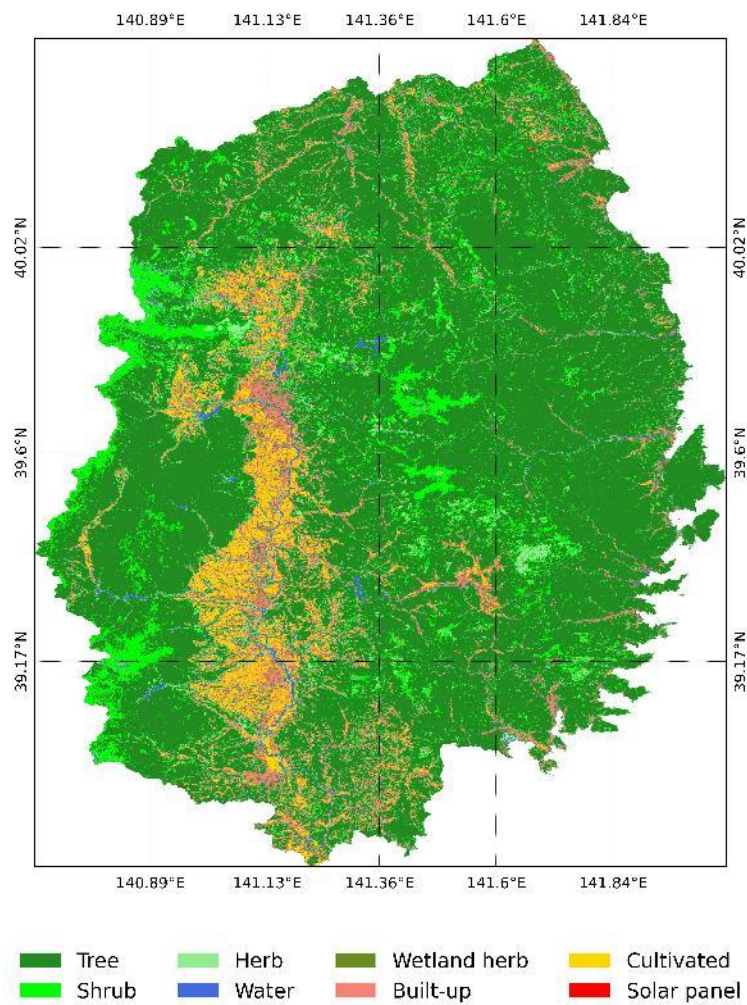 140.89°E 141.13°E 141.36°E 141.6°E 141.84°E
40.02°N 40.02°N
39.6°N 39.6°N
39.17°N 39.17°N
140.89°E 141.13°E 141.36°E 141.6°E 141.84°E
Tree Herb Wetland herb Cultivated
Shrub Water Built-up Solar panel